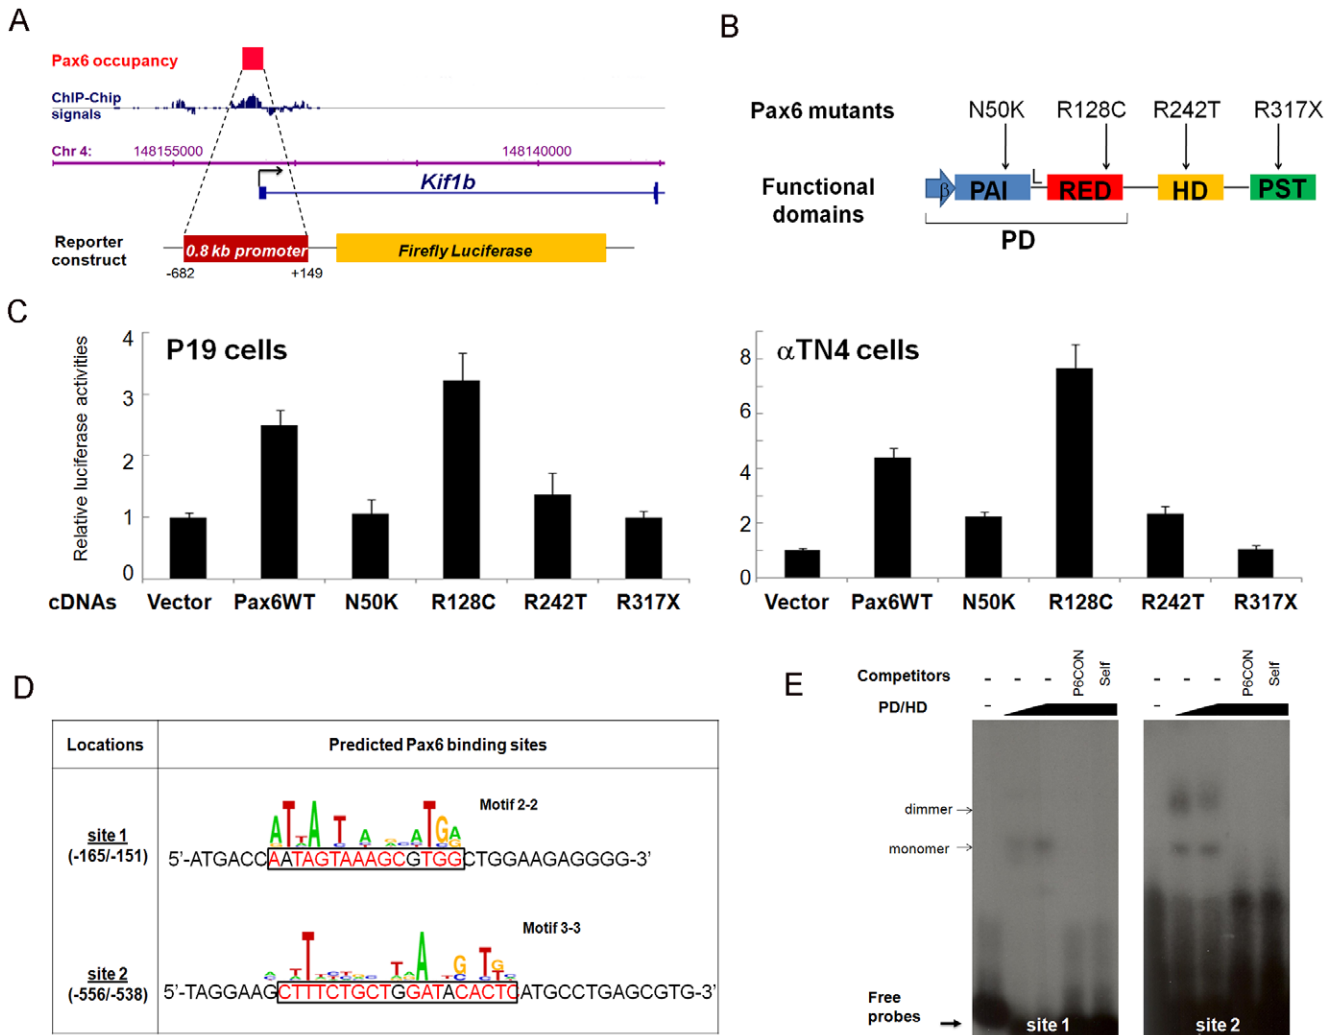 A
Pax6 occupancy
ChIP-Chip
signals
Chr 4:
148155000
148140000
Kif1b
Reporter
construct
0.8 kb promoter
Firefly Luciferase
-682
+149
B
Pax6 mutants
N50K
R128C
R242T
R317X
Functional
domains
β
PAI
L
RED
HD
PST
PD
C
Relative luciferase activities
4
3
2
1
0
P19 cells
cDNAs
Vector
Pax6WT
N50K
R128C
R242T
R317X
8
6
4
2
0
αTN4 cells
Vector
Pax6WT
N50K
R128C
R242T
R317X
D
Locations
Predicted Pax6 binding sites
site 1
(-165/-151)
Motif 2-2
5'-ATGACCAATAGTAAAGCGTGGCTGGAAGAGGGG-3'
site 2
(-556/-538)
Motif 3-3
5'-TAGGAAGCTTTCTGCTGGATACACTCATGCCTGAGCGTG-3'
E
Competitors
- - - P6CON Self
- - - P6CON Self
PD/HD
-
-
dimmer
monomer
Free
probes
site 1
site 2